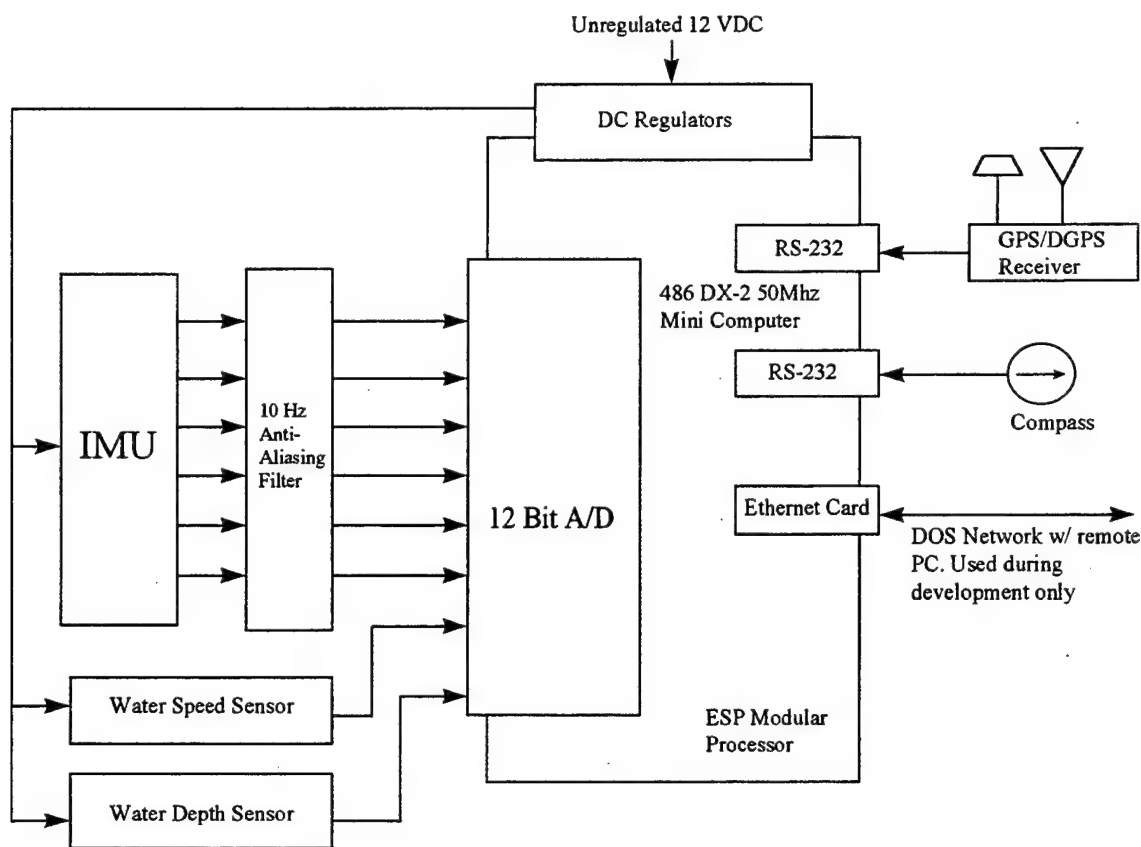 Unregulated 12 VDC
DC Regulators
RS-232
GPS/DGPS
Receiver
486 DX-2 50Mhz
Mini Computer
RS-232
Compass
IMU
10 Hz
Anti-
Aliasing
Filter
12 Bit A/D
Ethernet Card
DOS Network w/ remote
PC. Used during
development only
Water Speed Sensor
ESP Modular
Processor
Water Depth Sensor